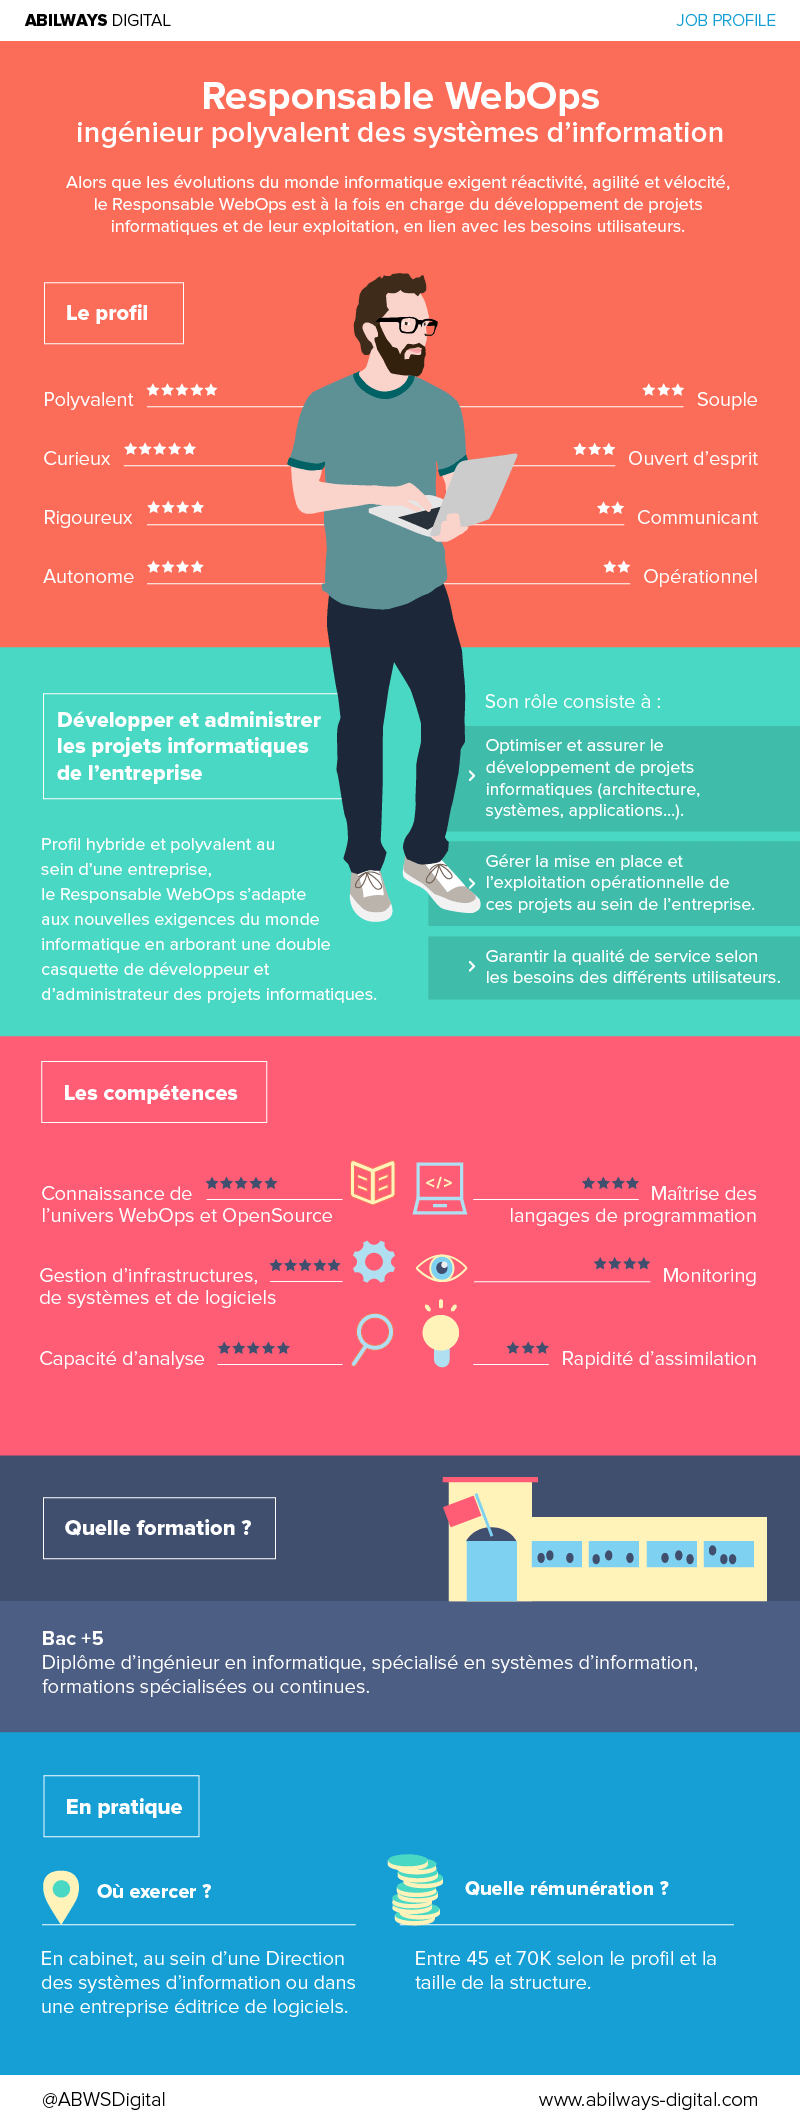 ABILWAYS DIGITAL
JOB PROFILE
Responsable WebOps
ingénieur polyvalent des systèmes d’information
Alors que les évolutions du monde informatique exigent réactivité, agilité et vélocité,
le Responsable WebOps est à la fois en charge du développement de projets
informatiques et de leur exploitation, en lien avec les besoins utilisateurs.
Le profil
Polyvalent ★★★★★
★★★ Souple
Curieux ★★★★★
★★★ Ouvert d’esprit
Rigoureux ★★★★
★★ Communicant
Autonome ★★★★
★★ Opérationnel
Développer et administrer
les projets informatiques
de l’entreprise
Profil hybride et polyvalent au
sein d’une entreprise,
le Responsable WebOps s’adapte
aux nouvelles exigences du monde
informatique en arborant une double
casquette de développeur et
d’administrateur des projets informatiques.
Son rôle consiste à :
Optimiser et assurer le
développement de projets
informatiques (architecture,
systèmes, applications...).
Gérer la mise en place et
l’exploitation opérationnelle de
ces projets au sein de l’entreprise.
Garantir la qualité de service selon
les besoins des différents utilisateurs.
Les compétences
Connaissance de ★★★★★
l’univers WebOps et OpenSource
</>
★★★★ Maîtrise des
langages de programmation
Gestion d’infrastructures, ★★★★★
de systèmes et de logiciels
★★★★ Monitoring
Capacité d’analyse ★★★★★
★★★ Rapidité d’assimilation
Quelle formation ?
Bac +5
Diplôme d’ingénieur en informatique, spécialisé en systèmes d’information,
formations spécialisées ou continues.
En pratique
Où exercer ?
En cabinet, au sein d’une Direction
des systèmes d’information ou dans
une entreprise éditrice de logiciels.
Quelle rémunération ?
Entre 45 et 70K selon le profil et la
taille de la structure.
@ABWSDigital
www.abilways-digital.com